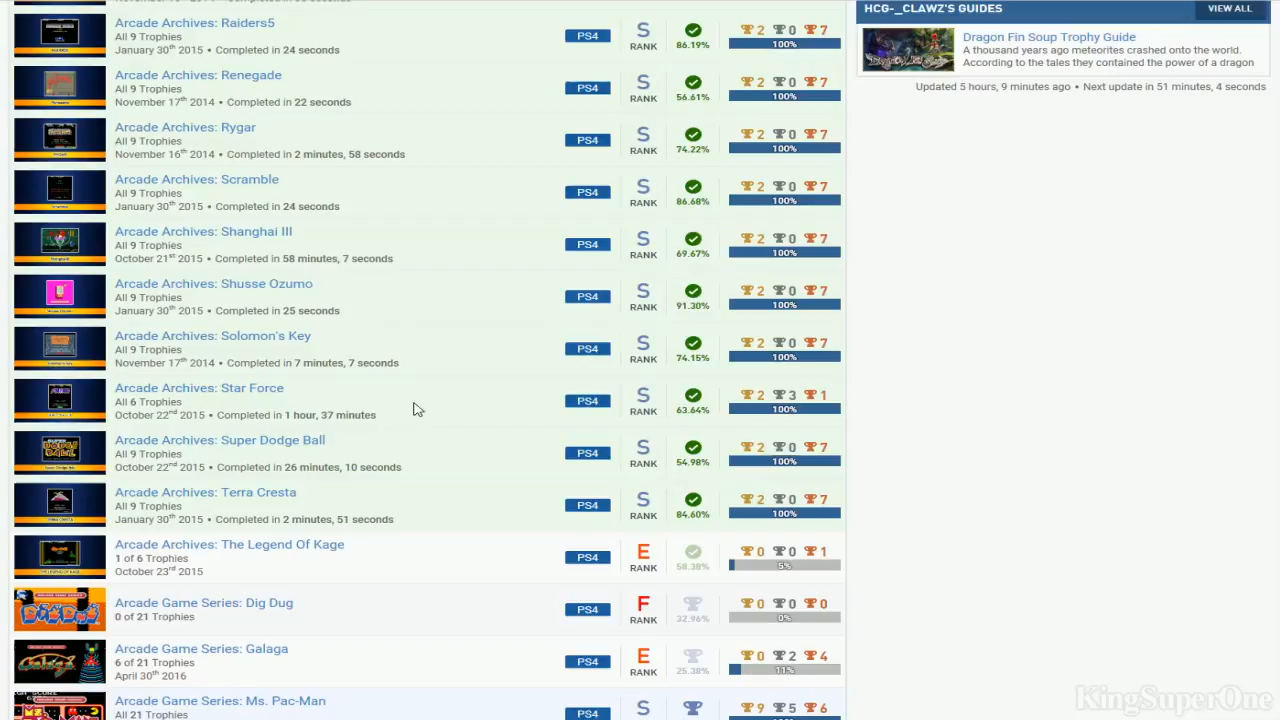 HCG-_CLAWZ'S GUIDES
VIEW ALL
Dragon Fin Soup Trophy Guide
A thousand years ago meteorites crashed onto the world.
According to the tales they contained the power of a dragon
Updated 5 hours, 9 minutes ago • Next update in 51 minutes, 4 seconds
Arcade Archives: Raiders5
All 9 Trophies
January 30th 2015 • Completed in 24 seconds
PS4
S
RANK
86.19%
2 0 7
100%
Arcade Archives: Renegade
All 9 Trophies
November 17th 2014 • Completed in 22 seconds
PS4
S
RANK
56.61%
2 0 7
100%
Arcade Archives: Rygar
All 9 Trophies
November 16th 2014 • Completed in 2 minutes, 58 seconds
PS4
S
RANK
74.22%
2 0 7
100%
Arcade Archives: Scramble
All 9 Trophies
January 30th 2015 • Completed in 24 seconds
PS4
S
RANK
86.68%
2 0 7
100%
Arcade Archives: Shanghai III
All 9 Trophies
October 21st 2015 • Completed in 58 minutes, 7 seconds
PS4
S
RANK
69.67%
2 0 7
100%
Arcade Archives: Shusse Ozumo
All 9 Trophies
January 30th 2015 • Completed in 25 seconds
PS4
S
RANK
91.30%
2 0 7
100%
Arcade Archives: Solomon's Key
All 9 Trophies
November 17th 2014 • Completed in 7 minutes, 7 seconds
PS4
S
RANK
74.15%
2 0 7
100%
Arcade Archives: Star Force
All 6 Trophies
October 22nd 2015 • Completed in 1 hour, 37 minutes
PS4
S
RANK
63.64%
2 3 1
100%
Arcade Archives: Super Dodge Ball
All 9 Trophies
October 22nd 2015 • Completed in 26 minutes, 10 seconds
PS4
S
RANK
54.98%
2 0 7
100%
Arcade Archives: Terra Cresta
All 9 Trophies
January 30th 2015 • Completed in 2 minutes, 51 seconds
PS4
S
RANK
84.60%
2 0 7
100%
Arcade Archives: The Legend Of Kage
1 of 6 Trophies
October 23rd 2015
PS4
E
RANK
58.38%
0 0 1
5%
Arcade Game Series: Dig Dug
0 of 21 Trophies
PS4
F
RANK
32.96%
0 0 0
0%
Arcade Game Series: Galaga
6 of 21 Trophies
April 30th 2016
PS4
E
RANK
25.38%
0 2 4
11%
Arcade Game Series: Ms. Pac-Man
All 21 Trophies
PS4
S
RANK
9 5 6
KingSuperOne